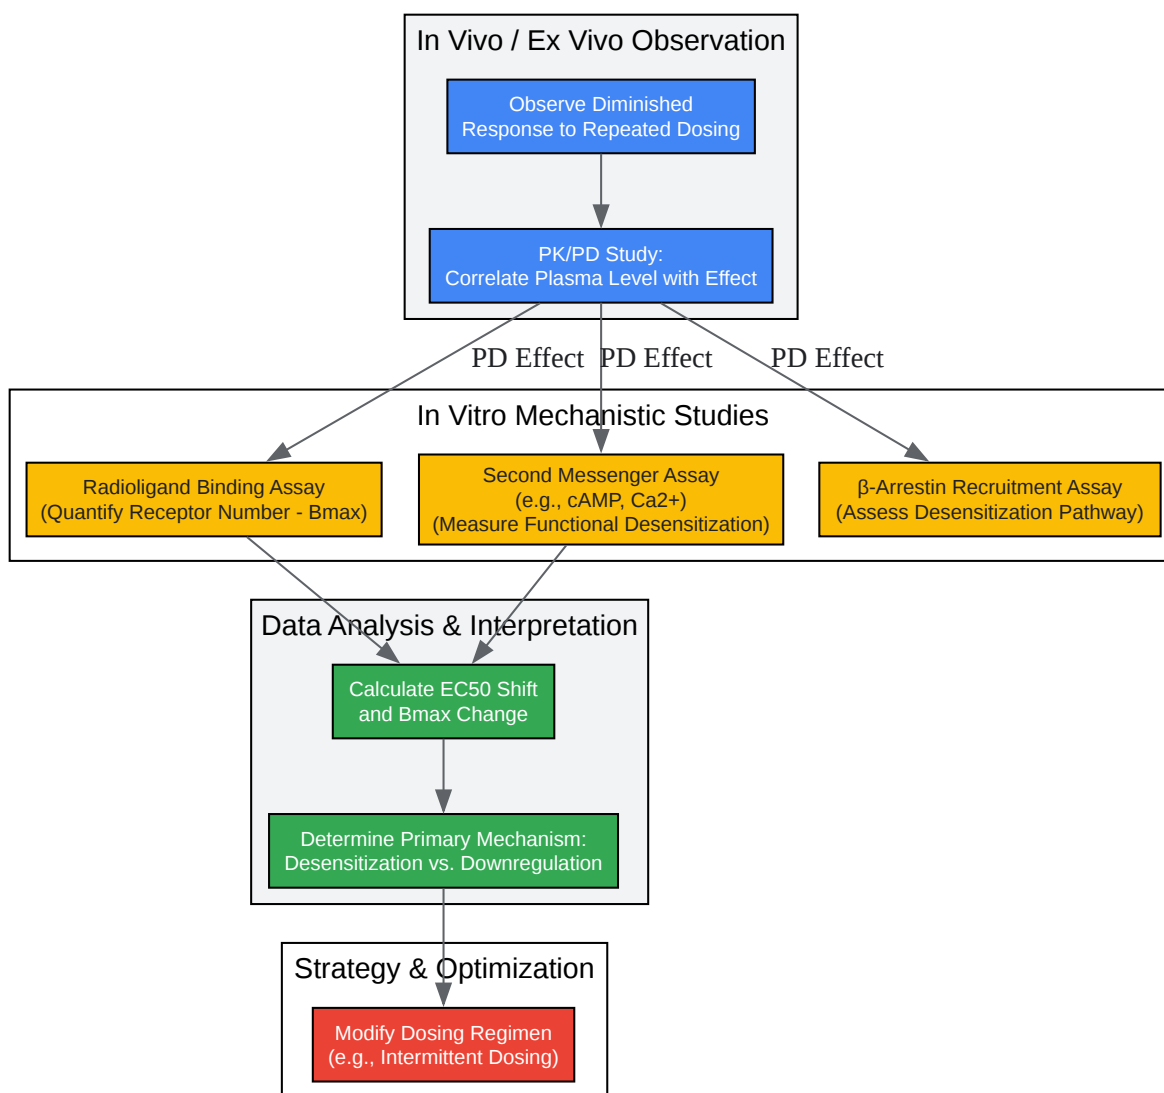 In Vivo / Ex Vivo Observation
Observe Diminished
Response to Repeated Dosing
PK/PD Study:
Correlate Plasma Level with Effect
PD Effect
PD Effect
PD Effect
In Vitro Mechanistic Studies
Radioligand Binding Assay
(Quantify Receptor Number - Bmax)
Second Messenger Assay
(e.g., cAMP, Ca2+)
(Measure Functional Desensitization)
β-Arrestin Recruitment Assay
(Assess Desensitization Pathway)
Data Analysis & Interpretation
Calculate EC50 Shift
and Bmax Change
Determine Primary Mechanism:
Desensitization vs. Downregulation
Strategy & Optimization
Modify Dosing Regimen
(e.g., Intermittent Dosing)